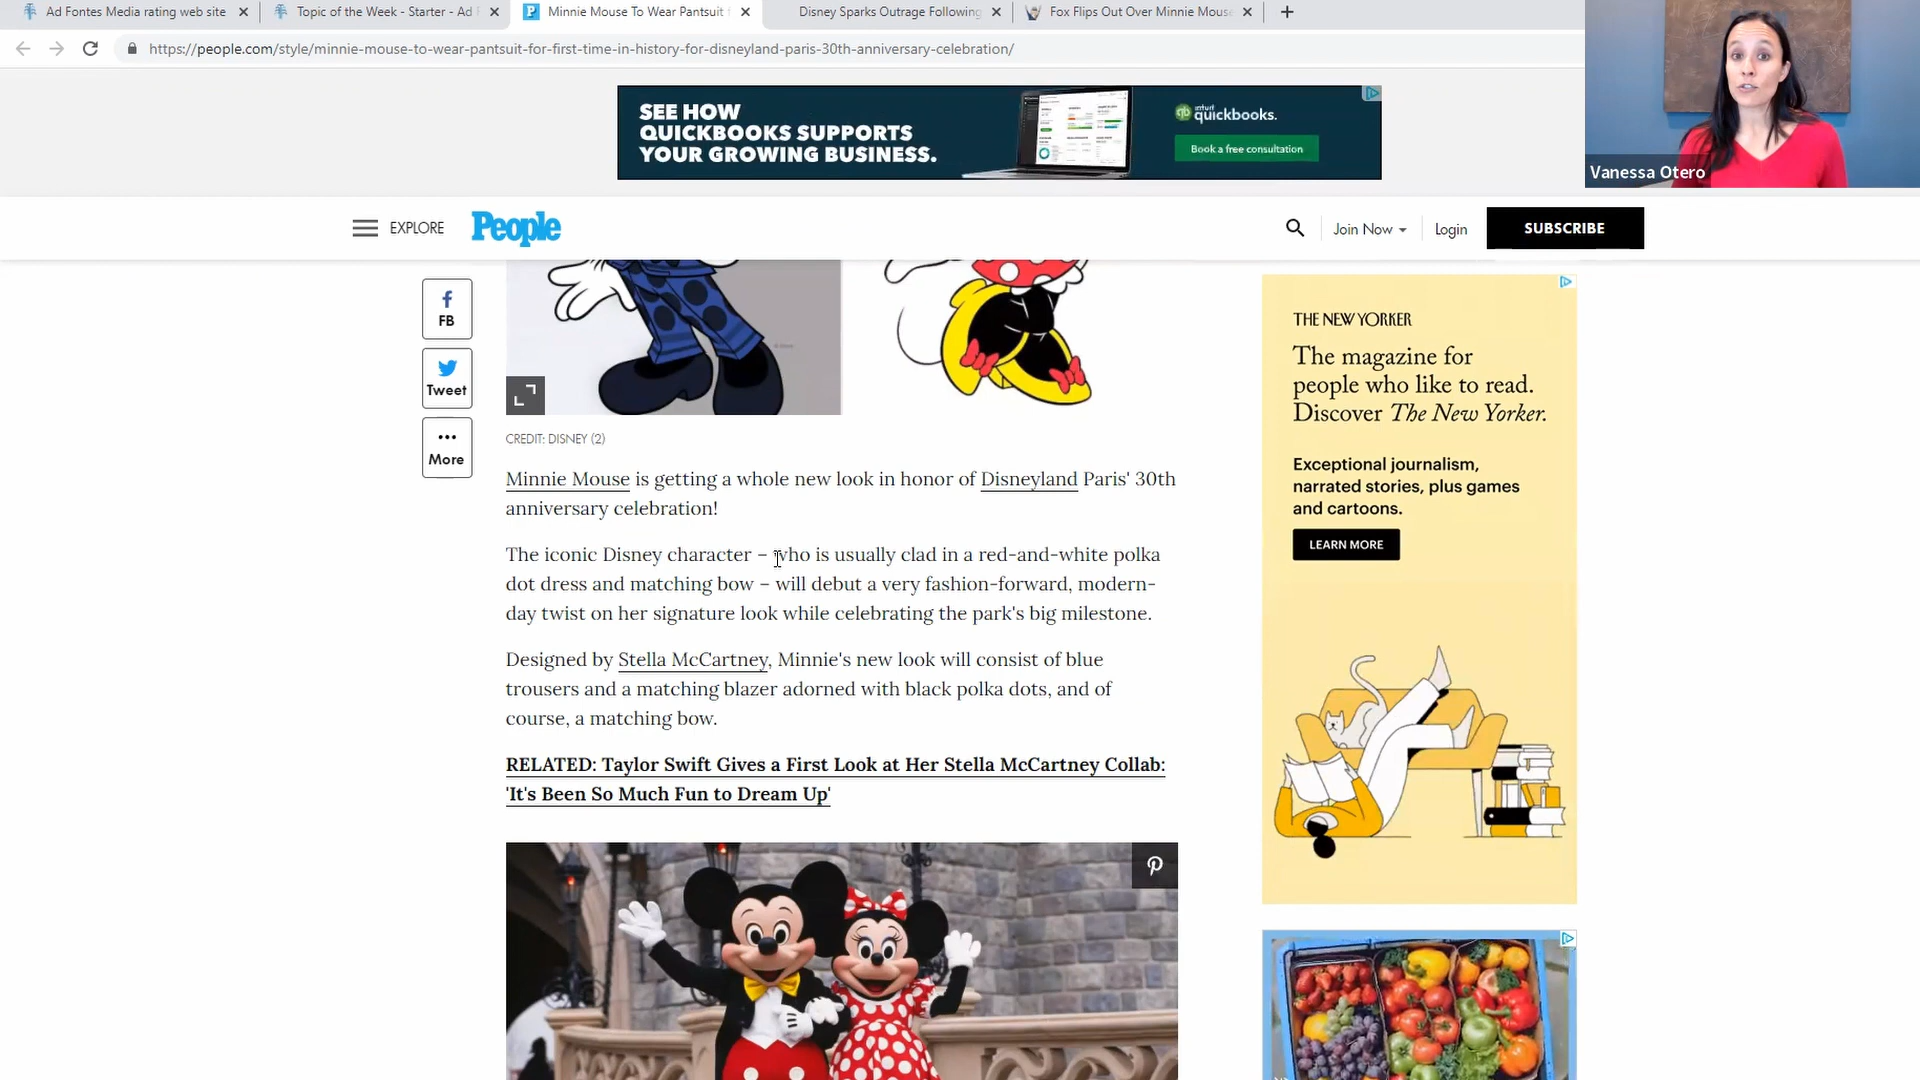 Ad Fontes Media rating web site
Topic of the Week - Starter - Ad
Minnie Mouse To Wear Pantsuit
Disney Sparks Outrage Following
Fox Flips Out Over Minnie Mouse
https://people.com/style/minnie-mouse-to-wear-pantsuit-for-first-time-in-history-for-disneyland-paris-30th-anniversary-celebration/
SEE HOW
QUICKBOOKS SUPPORTS
YOUR GROWING BUSINESS.
intuit
quickbooks.
Book a free consultation
Vanessa Otero
EXPLORE
People
Join Now
Login
SUBSCRIBE
FB
Tweet
More
CREDIT: DISNEY (2)
Minnie Mouse is getting a whole new look in honor of Disneyland Paris' 30th
anniversary celebration!
The iconic Disney character – who is usually clad in a red-and-white polka
dot dress and matching bow – will debut a very fashion-forward, modern-
day twist on her signature look while celebrating the park's big milestone.
Designed by Stella McCartney, Minnie's new look will consist of blue
trousers and a matching blazer adorned with black polka dots, and of
course, a matching bow.
RELATED: Taylor Swift Gives a First Look at Her Stella McCartney Collab:
'It's Been So Much Fun to Dream Up'
THE NEW YORKER
The magazine for
people who like to read.
Discover The New Yorker.
Exceptional journalism,
narrated stories, plus games
and cartoons.
LEARN MORE